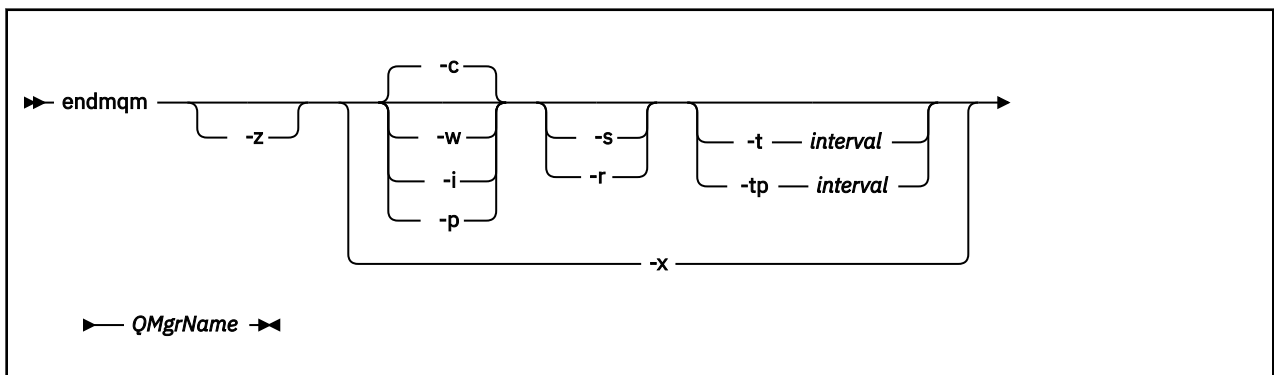 -c
endmqm
-z
-w
-s
-t interval
-i
-r
-tp interval
-p
-x
QMgrName